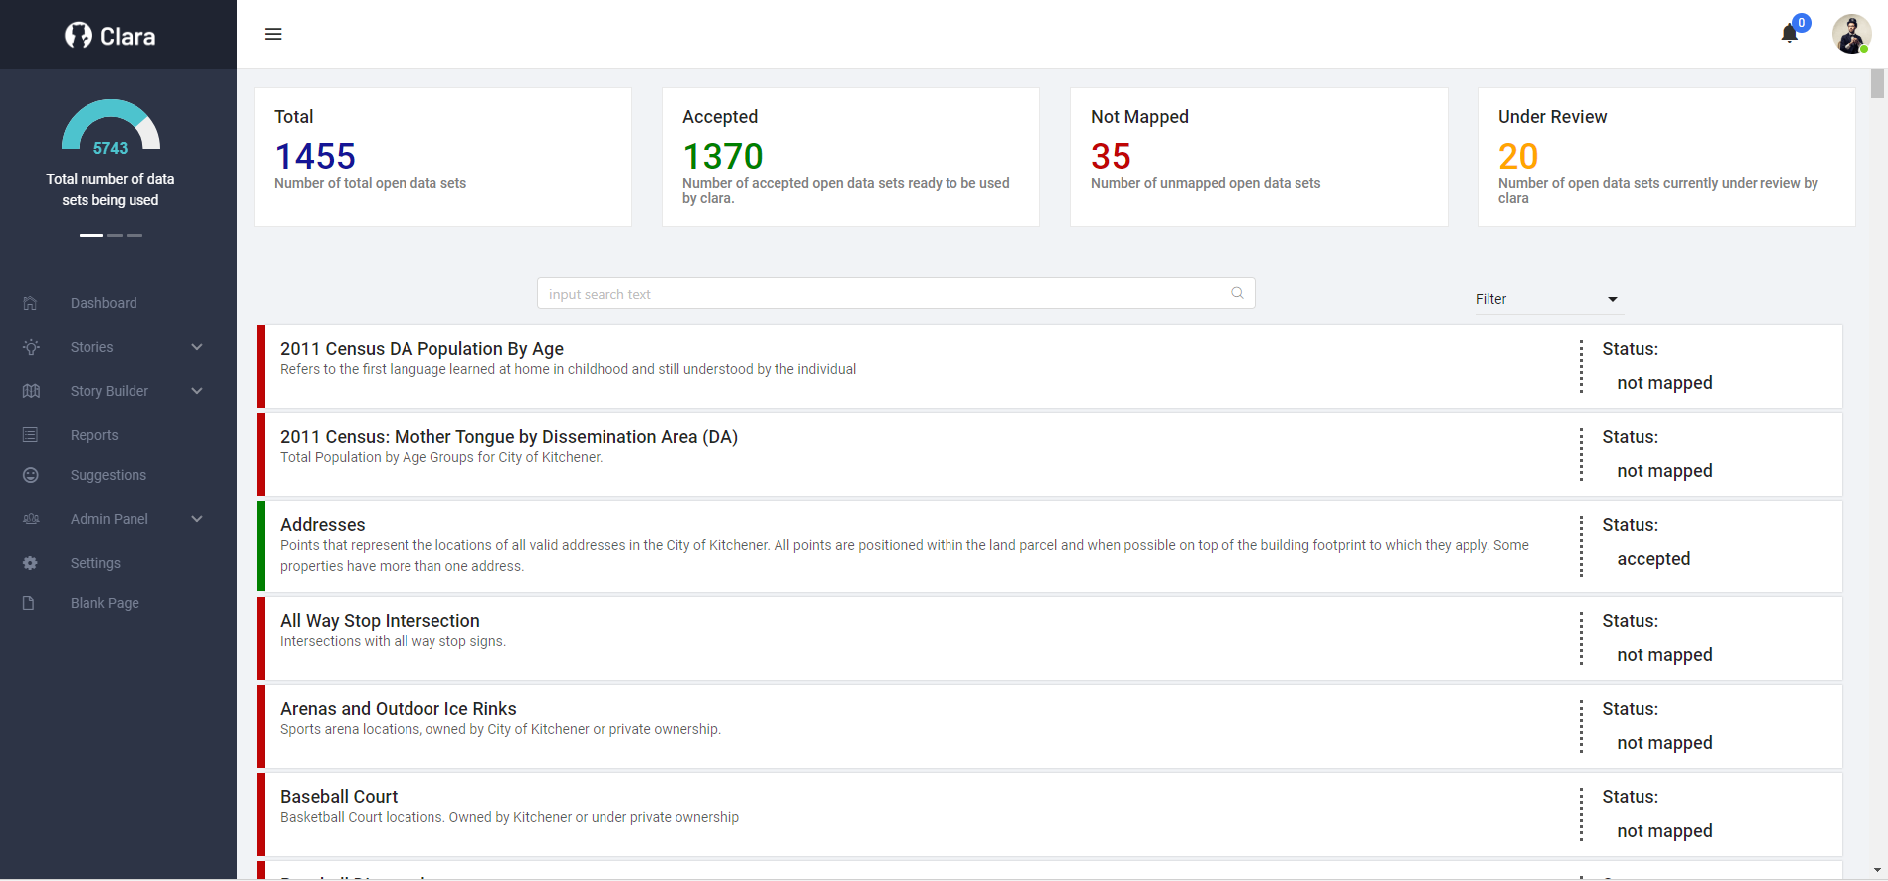 Clara
0
5743
Total number of data
sets being used
Dashboard
Stories
Story Builder
Reports
Suggestions
Admin Panel
Settings
Blank Page
Total
1455
Number of total open data sets
Accepted
1370
Number of accepted open data sets ready to be used
by clara.
Not Mapped
35
Number of unmapped open data sets
Under Review
20
Number of open data sets currently under review by
clara
input search text
Filter
2011 Census DA Population By Age
Refers to the first language learned at home in childhood and still understood by the individual
Status:
not mapped
2011 Census: Mother Tongue by Dissemination Area (DA)
Total Population by Age Groups for City of Kitchener.
Status:
not mapped
Addresses
Points that represent the locations of all valid addresses in the City of Kitchener. All points are positioned within the land parcel and when possible on top of the building footprint to which they apply. Some
properties have more than one address.
Status:
accepted
All Way Stop Intersection
Intersections with all way stop signs.
Status:
not mapped
Arenas and Outdoor Ice Rinks
Sports arena locations, owned by City of Kitchener or private ownership.
Status:
not mapped
Baseball Court
Basketball Court locations. Owned by Kitchener or under private ownership
Status:
not mapped